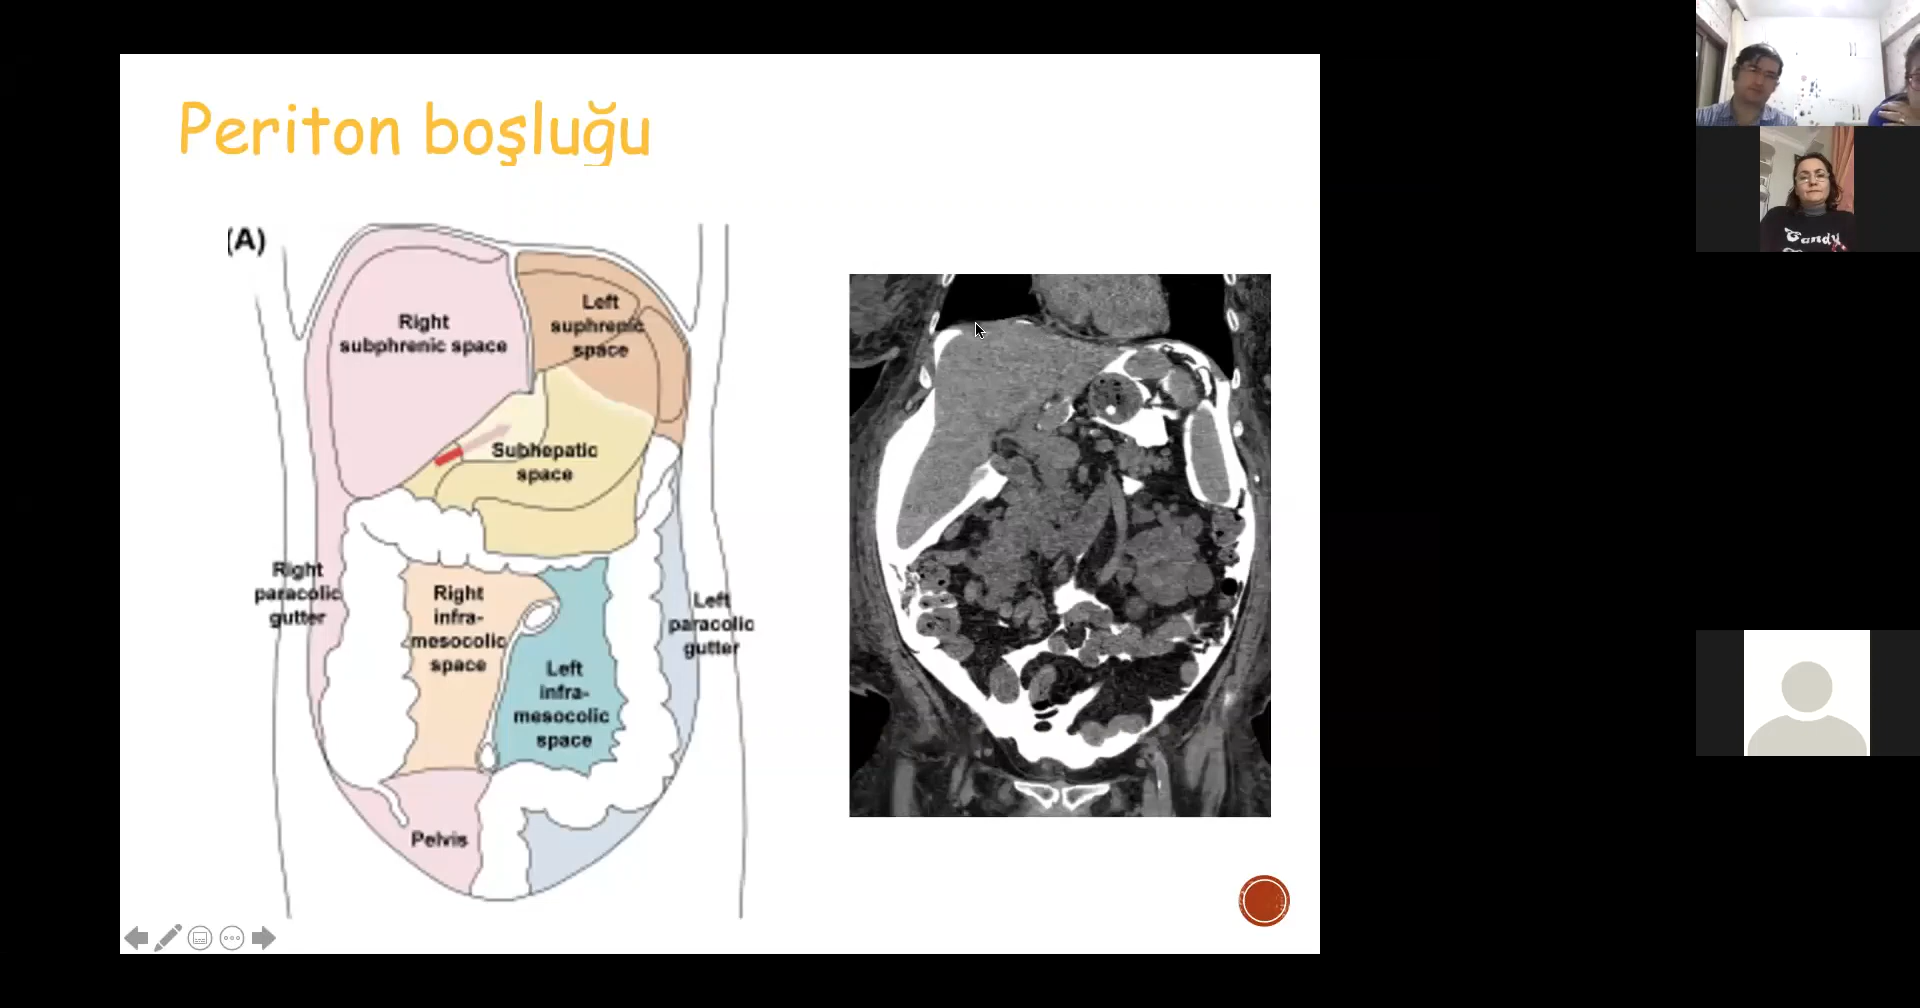 Periton boşluğu
(A)
Right
subphrenic space
Left
suphrenic
space
Subhepatic
space
Right
paracolic
gutter
Right
infra-
mesocolic
space
Left
infra-
mesocolic
space
Left
paracolic
gutter
Pelvis
Candy